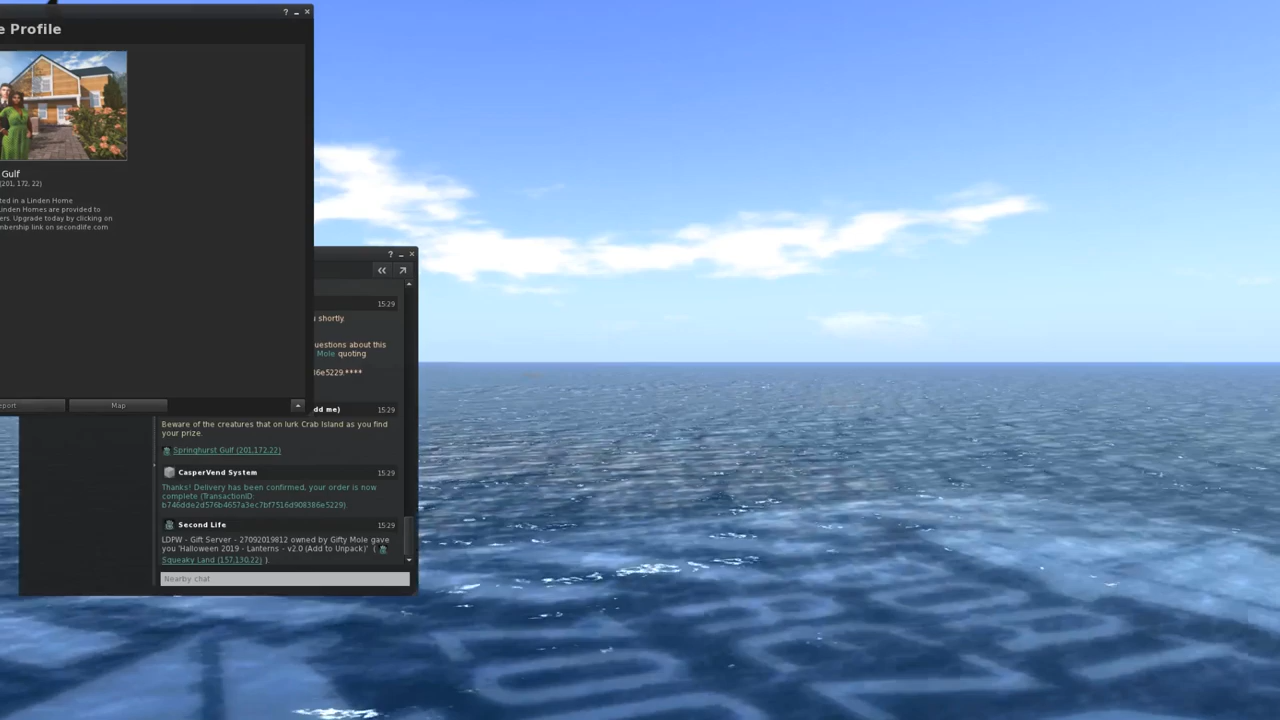 e Profile
Gulf
(201, 172, 22)
ted in a Linden Home
Linden Homes are provided to
ers. Upgrade today by clicking on
mbership link on secondlife.com
eport
Map
15:29
shortly.
uestions about this
Mole quoting
86e5229.****
dd me)
15:29
Beware of the creatures that on lurk Crab Island as you find
your prize.
Springhurst Gulf (201,172,22)
CasperVend System
15:29
Thanks! Delivery has been confirmed, your order is now
complete (TransactionID:
b746dde2d576b4657a3ec7bf7516d908386e5229).
Second Life
15:29
LDPW - Gift Server - 27092019812 owned by Gifty Mole gave
you 'Halloween 2019 - Lanterns - v2.0 (Add to Unpack)' (
Squeaky Land (157,130,22) ).
Nearby chat